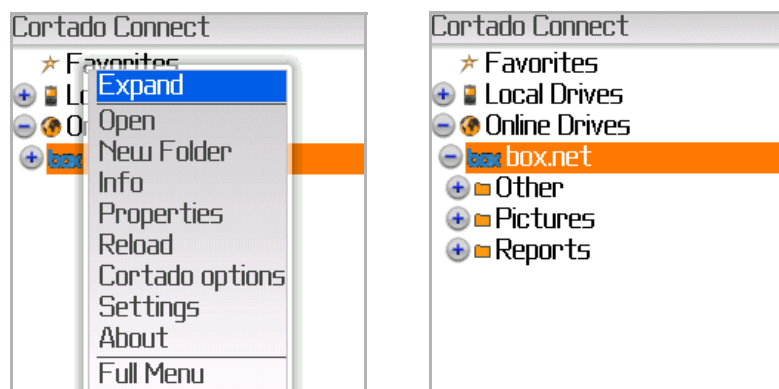 Cortado Connect
Favorites
Expand
Open
New Folder
Info
Properties
Reload
Cortado options
Settings
About
Full Menu
Cortado Connect
Favorites
Local Drives
Online Drives
box box.net
Other
Pictures
Reports